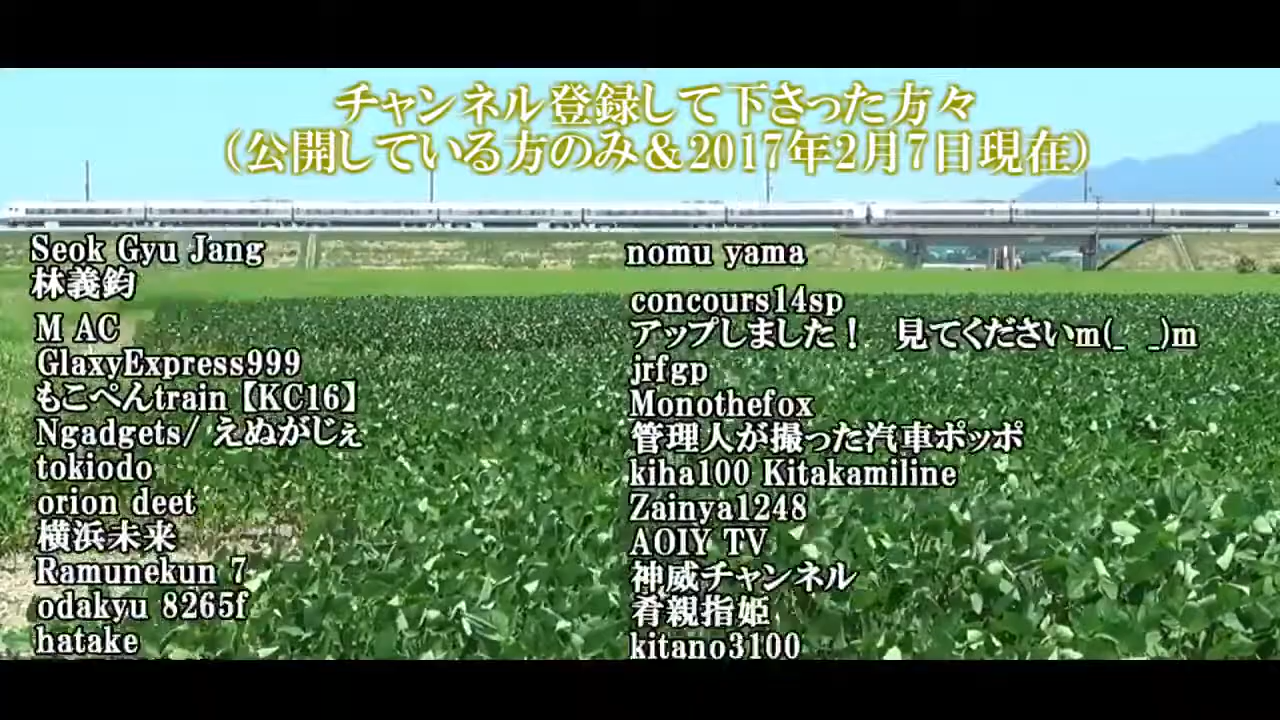 チャンネル登録して下さった方々
（公開している方のみ＆2017年2月7日現在）
Seok Gyu Jang
林義鈞
M AC
GlaxyExpress999
もこぺんtrain【KC16】
Ngadgets/ えぬがじぇ
tokiodo
orion deet
横浜未来
Ramunekun 7
odakyu 8265f
hatake
nomu yama
concours14sp
アップしました！　見てくださいm(_　_)m
jrfgp
Monothefox
管理人が撮った汽車ポッポ
kiha100 Kitakamiline
Zainya1248
AOIY TV
神威チャンネル
肴親指姫
kitano3100